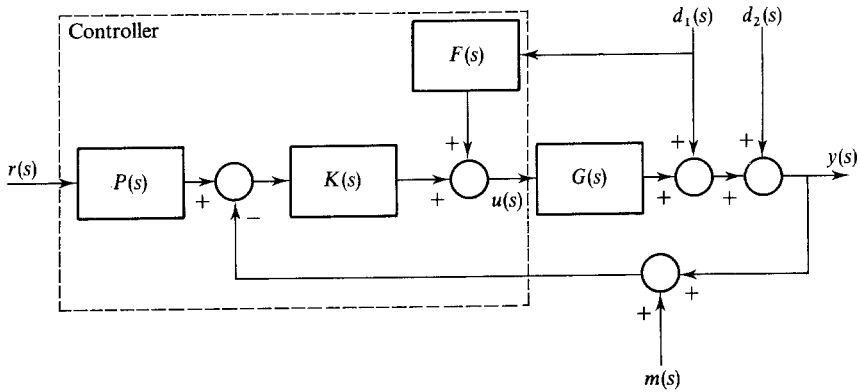 d₁(s) d₂(s)
Controller
F(s)
+ + +
r(s) P(s) K(s) G(s) y(s)
+ + u(s) + +
−
+ +
m(s)